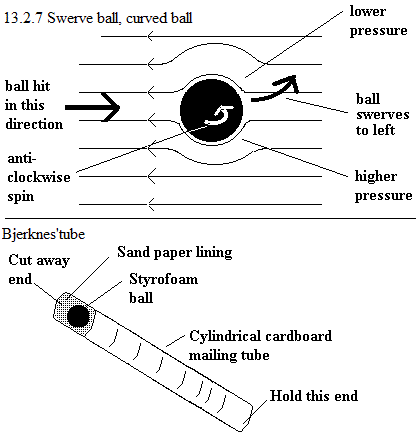 13.2.7 Swerve ball, curved ball
lower
pressure
ball hit
in this
direction
ball
swerves
to left
anti-
clockwise
spin
higher
pressure
Bjerknes'tube
Cut away
end
Sand paper lining
Styrofoam
ball
Cylindrical cardboard
mailing tube
Hold this end